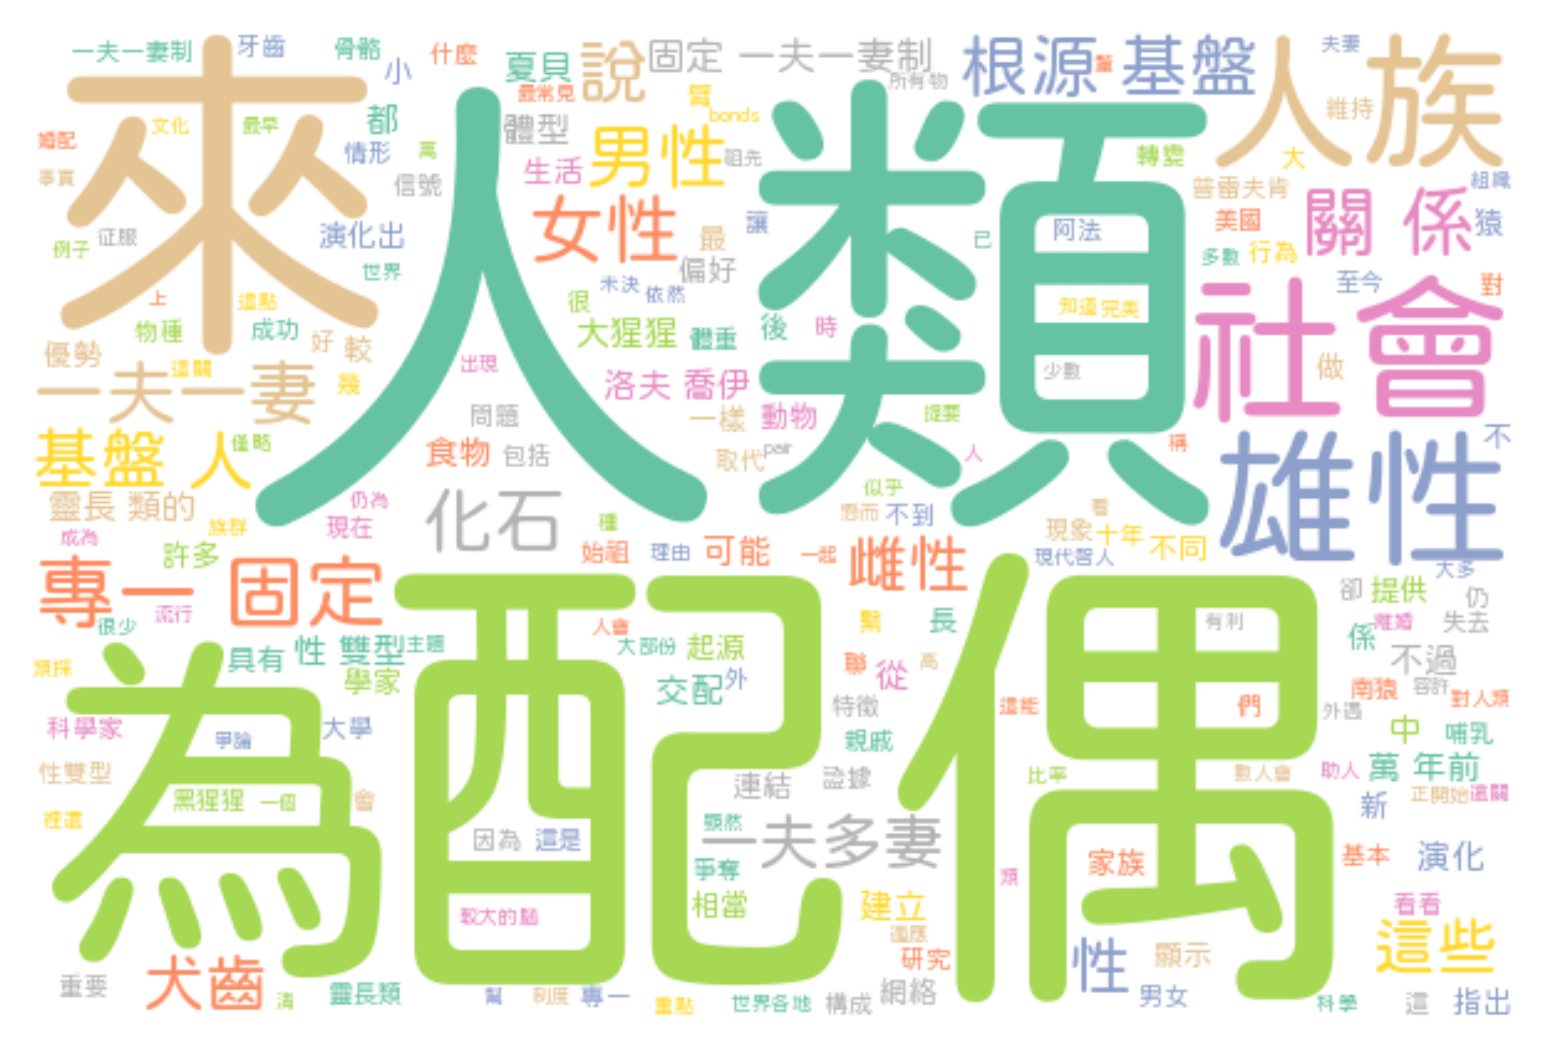 一夫一妻制 牙齒 骨骼 什麼 夏貝 說 固定 一夫一妻制 根源 基盤 人族 夫妻
來 小 最常見 臂 所有物 維持
婚配 文化 最早 都 體型 bonds
情形 萬 生活 男性 祖先 轉變 大
事實 信號 普雷夫肯 組織
人類
女性 最 讓 阿法 美國 關係 猿
例子 征服 演化出 偏好 已 多數 行為
世界 未決 依然 至今 對
上 這點 很 知道 完美 社會
物種 成功 大猩猩 體重 後 時
優勢 好 較 出現 少數 做
一夫一妻 這關 幾 洛夫 喬伊
問題 一樣 動物 提要
基盤 人 僅略 食物 包括 取代 pair 人 稱 雄性 不
靈長 類的 仍為 化石 似乎
族群 現在 種 不到 現象 看 十年 不同
成為 許多 始祖 理由 可能 一起 雌性 現代智人 大多
專一 固定 配偶 卻 提供 仍
流行 有利 離婚 失去
很少 人會 繫 長 係
為 具有 性 雙型 主題 大部份 起源 不過
類採 學家 交配 外 聯 從 高 南猿 容許 對人類
科學家 爭論 大學 特徵 這能 們 外遇
親戚 中 哺乳
性雙型 連結 證據 比率 數人會 助人 萬 年前
黑猩猩 一個 會 新 正開始 遠關
裡還 顯然 一夫多妻
因為 這是 爭奪 類 家族 基本 演化
較大的腦 相當 建立 看看
適應 這些
犬齒 研究 性 顯示
重要 清 靈長類 幫 制度 專一 重點 世界各地 構成 網絡 男女 科學 這 指出